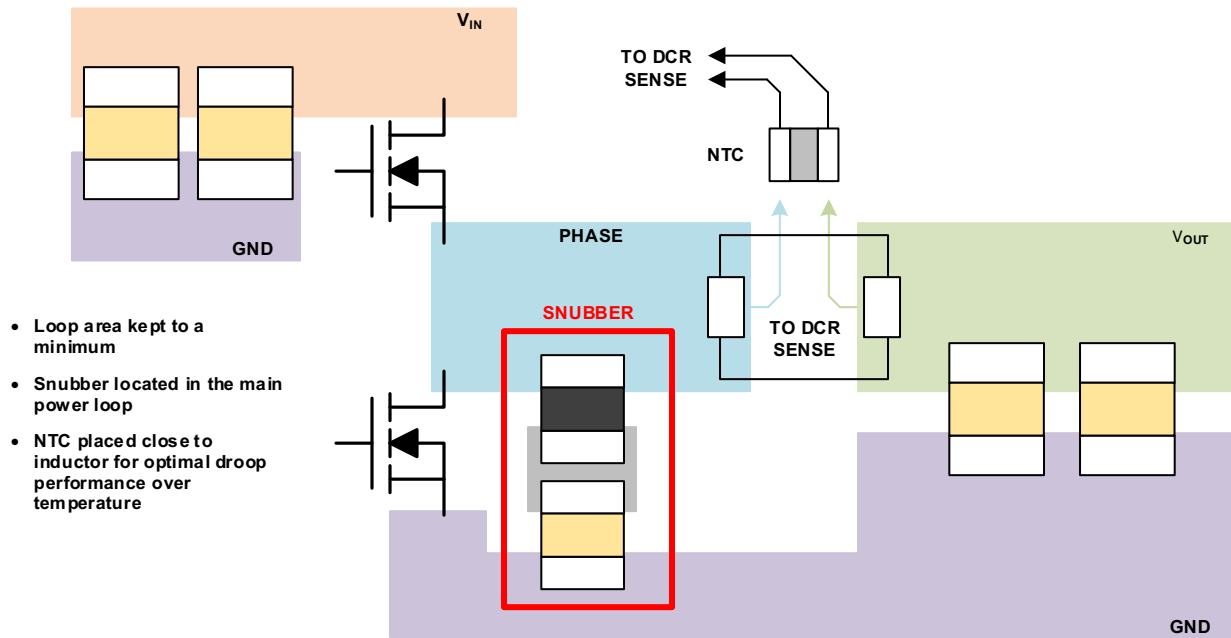 VIN
TO DCR
SENSE
NTC
GND
PHASE
VOUT
SNUBBER
TO DCR
SENSE
• Loop area kept to a
minimum
• Snubber located in the main
power loop
• NTC placed close to
inductor for optimal droop
performance over
temperature
GND